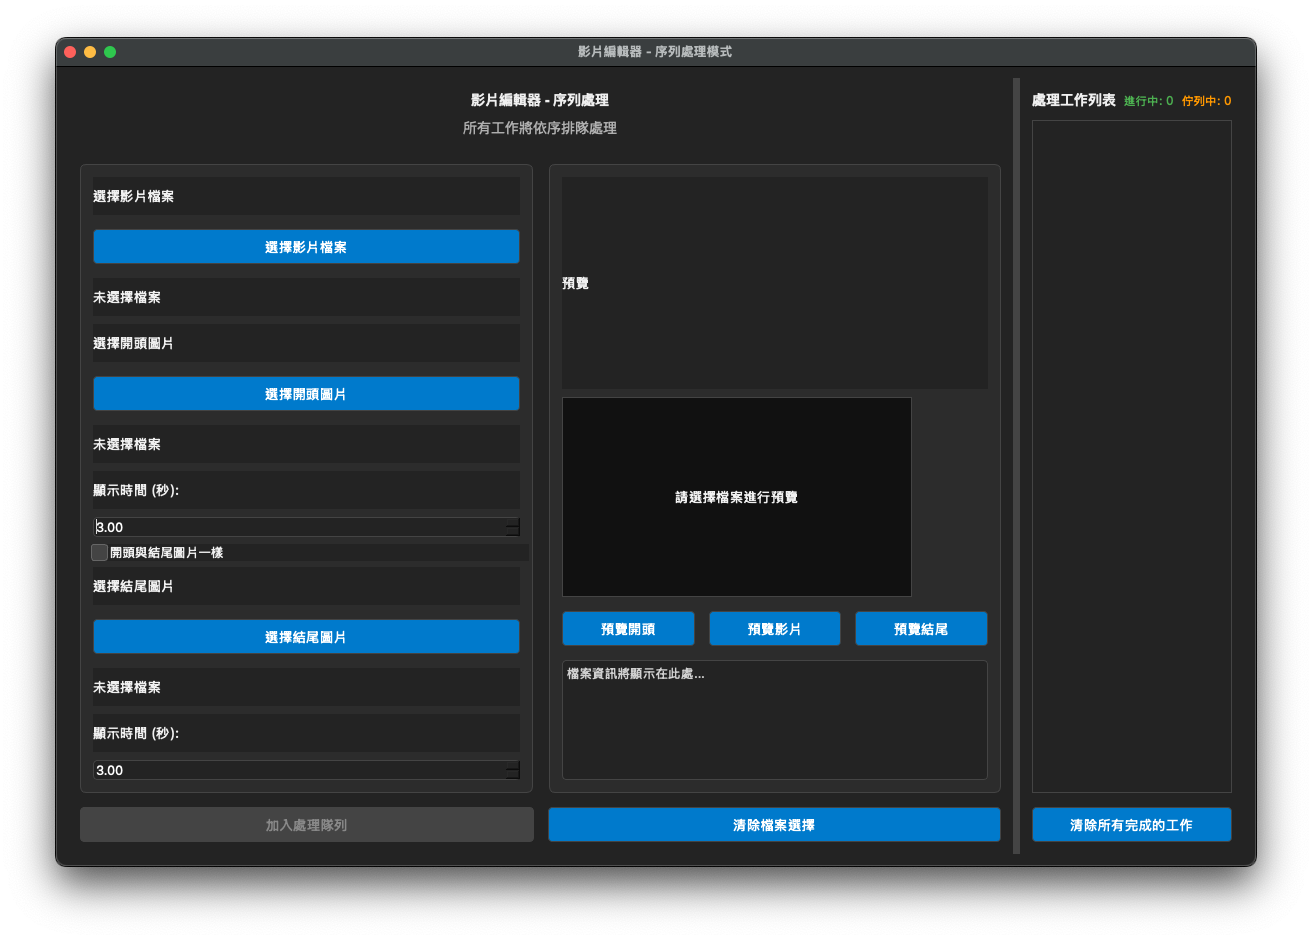 影片編輯器 - 序列處理模式
影片編輯器 - 序列處理
所有工作將依序排隊處理
選擇影片檔案
選擇影片檔案
未選擇檔案
選擇開頭圖片
選擇開頭圖片
未選擇檔案
顯示時間 (秒):
3.00
開頭與結尾圖片一樣
選擇結尾圖片
選擇結尾圖片
未選擇檔案
顯示時間 (秒):
3.00
加入處理隊列
預覽
請選擇檔案進行預覽
預覽開頭 預覽影片 預覽結尾
檔案資訊將顯示在此處...
清除檔案選擇
處理工作列表 進行中: 0 佇列中: 0
清除所有完成的工作